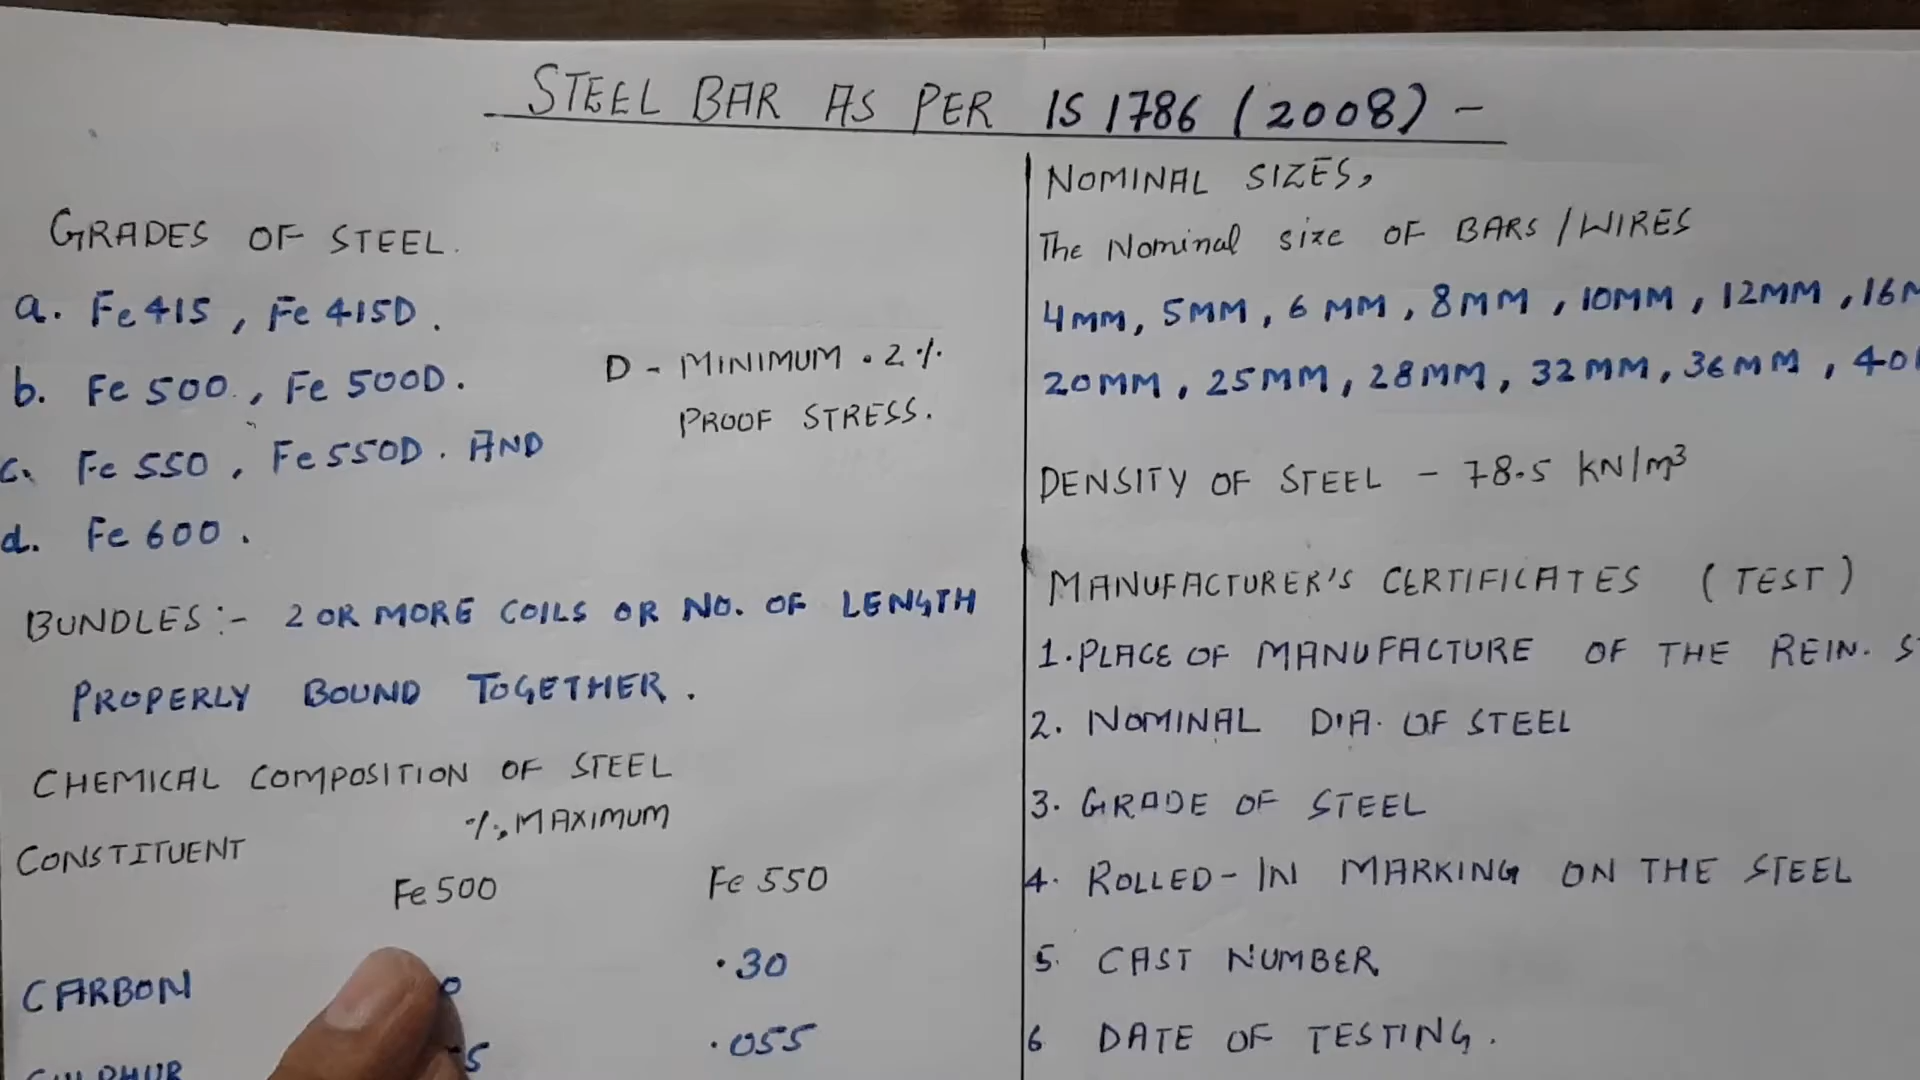 STEEL BAR AS PER IS 1786 (2008) -
GRADES OF STEEL.
a. Fe 415, Fe 415D.
b. Fe 500., Fe 500D.
c. Fe 550, Fe 550D. AND
d. Fe 600.
D - MINIMUM .2%
PROOF STRESS.
BUNDLES:- 2 OR MORE COILS OR NO. OF LENGTH
PROPERLY BOUND TOGETHER.
CHEMICAL COMPOSITION OF STEEL
%, MAXIMUM
CONSTITUENT
Fe 500 Fe 550
CARBON .30
SULPHUR .055
NOMINAL SIZES,
The Nominal size OF BARS/WIRES
4mm, 5MM, 6 MM, 8MM, 10MM, 12MM, 16M
20MM, 25MM, 28MM, 32MM, 36MM, 40
DENSITY OF STEEL - 78.5 KN/m³
MANUFACTURER'S CERTIFICATES (TEST)
1. PLACE OF MANUFACTURE OF THE REIN. S
2. NOMINAL DIA. OF STEEL
3. GRADE OF STEEL
4. ROLLED-IN MARKING ON THE STEEL
5. CAST NUMBER
6 DATE OF TESTING.